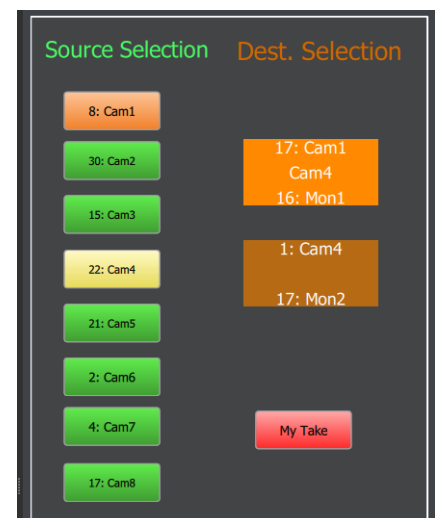 Source Selection
Dest. Selection
8: Cam1
30: Cam2
15: Cam3
22: Cam4
21: Cam5
2: Cam6
4: Cam7
17: Cam8
17: Cam1
Cam4
16: Mon1
1: Cam4
17: Mon2
My Take